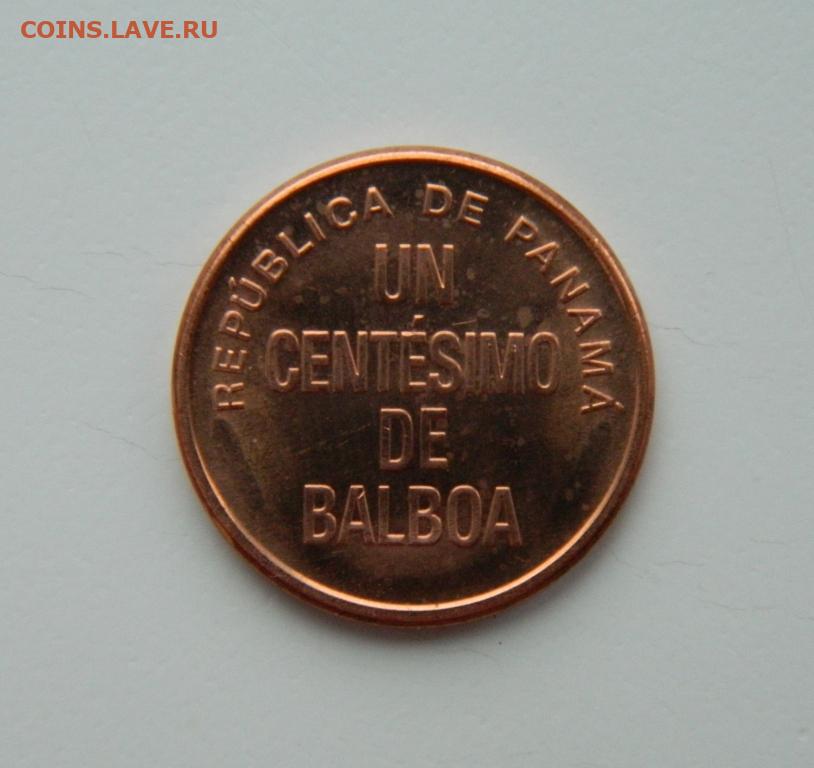 COINS.LAVE.RU
REPÚBLICA DE PANAMÁ
UN
CENTÉSIMO
DE
BALBOA